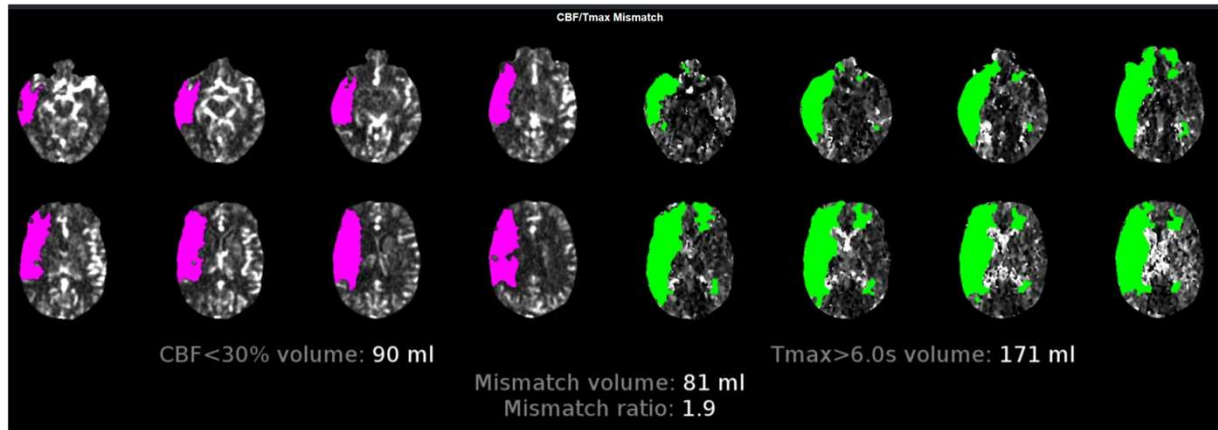 CBF/Tmax Mismatch
CBF<30% volume: 90 ml
Tmax>6.0s volume: 171 ml
Mismatch volume: 81 ml
Mismatch ratio: 1.9